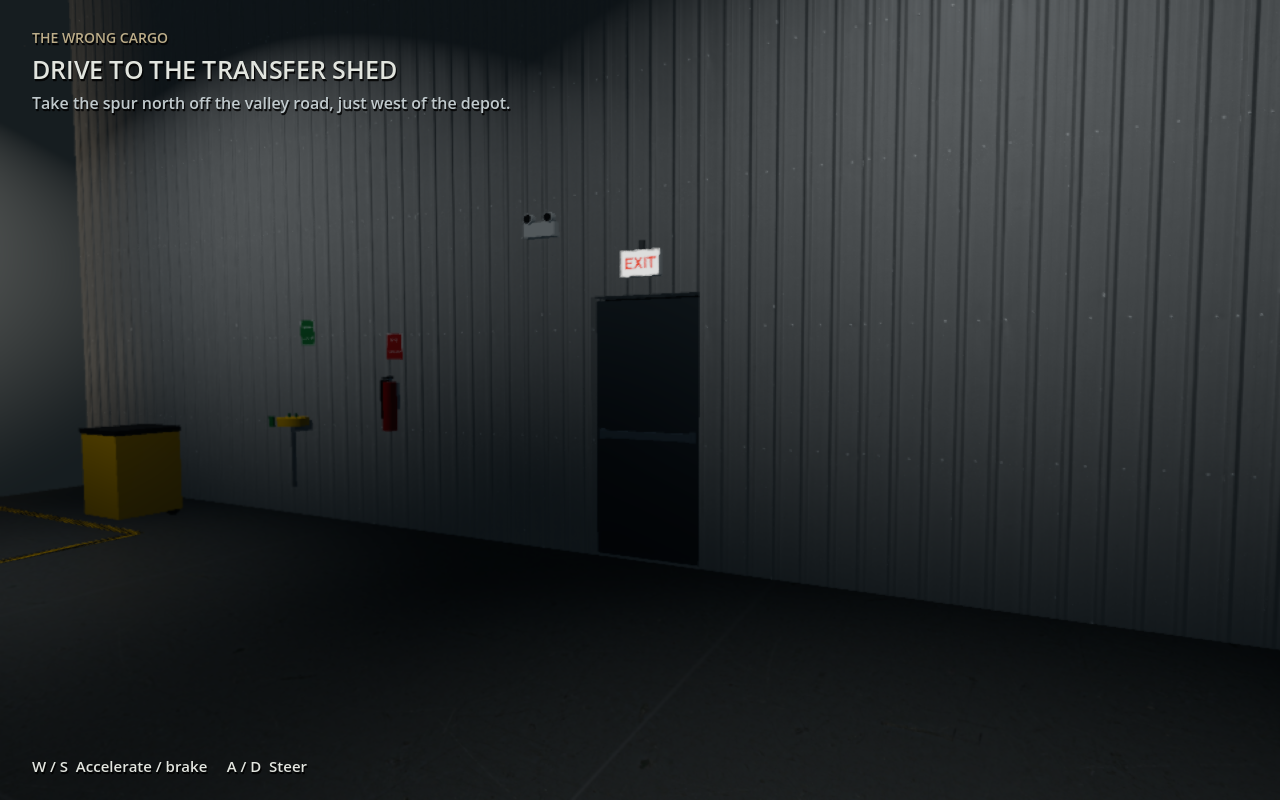 THE WRONG CARGO
DRIVE TO THE TRANSFER SHED
Take the spur north off the valley road, just west of the depot.
EXIT
W / S Accelerate / brake A / D Steer